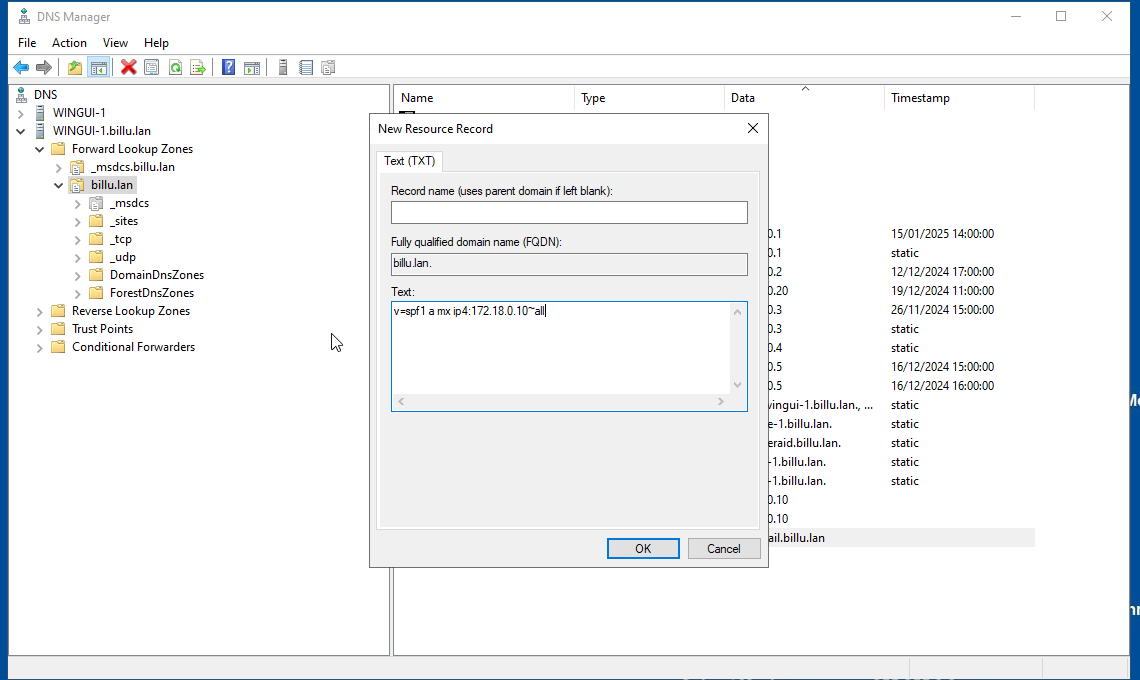 DNS Manager
File Action View Help
DNS
WINGUI-1
WINGUI-1.billu.lan
Forward Lookup Zones
_msdcs.billu.lan
billu.lan
_msdcs
_sites
_tcp
_udp
DomainDnsZones
ForestDnsZones
Reverse Lookup Zones
Trust Points
Conditional Forwarders
Name Type Data Timestamp
New Resource Record
Text (TXT)
Record name (uses parent domain if left blank):
Fully qualified domain name (FQDN):
billu.lan.
Text:
v=spf1 a mx ip4:172.18.0.10~all
OK Cancel
0.1 15/01/2025 14:00:00
0.1 static
0.2 12/12/2024 17:00:00
0.20 19/12/2024 11:00:00
0.3 26/11/2024 15:00:00
0.3 static
0.4 static
0.5 16/12/2024 15:00:00
0.5 16/12/2024 16:00:00
wingui-1.billu.lan., ... static
e-1.billu.lan. static
eraid.billu.lan. static
-1.billu.lan. static
-1.billu.lan. static
0.10
0.10
ail.billu.lan